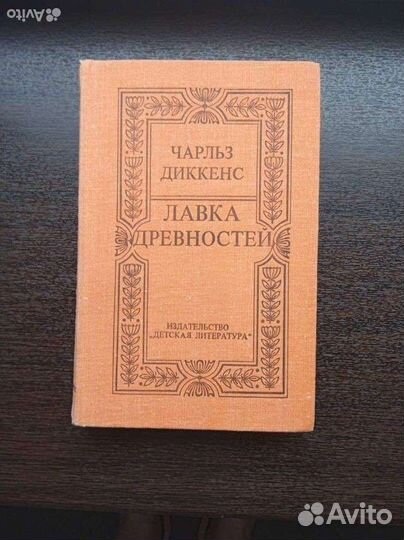 Avito
ЧАРЛЬЗ
ДИККЕНС
ЛАВКА
ДРЕВНОСТЕЙ
ИЗДАТЕЛЬСТВО
„ДЕТСКАЯ ЛИТЕРАТУРА"
Avito